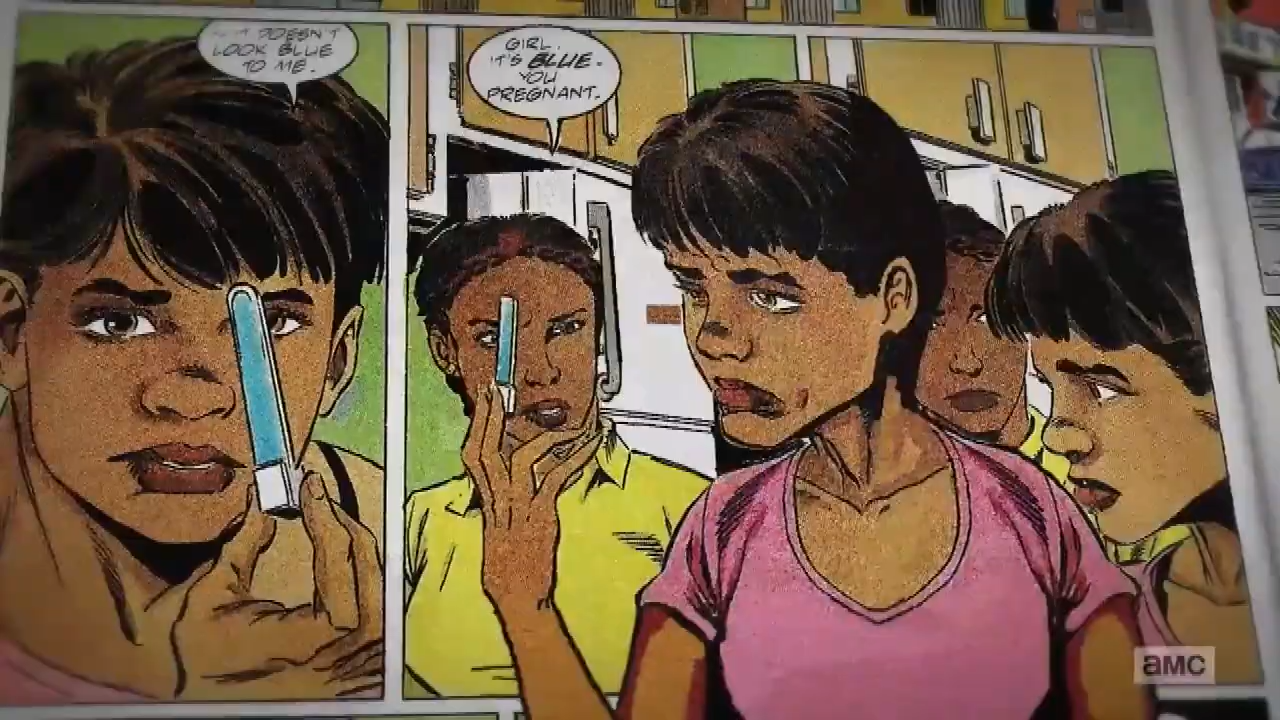 DOESN'T
LOOK BLUE
TO ME.
GIRL.
IT'S BLUE.
YOU
PREGNANT.
amc